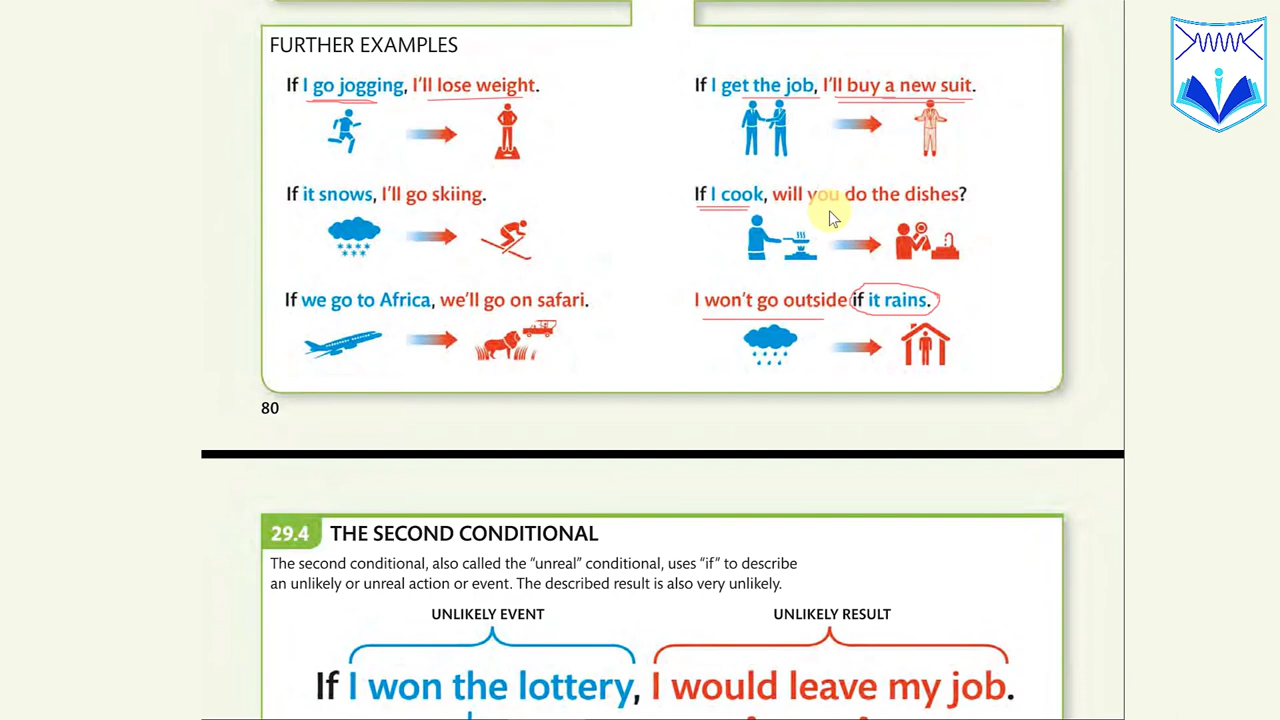 FURTHER EXAMPLES
If I go jogging, I'll lose weight.
If I get the job, I'll buy a new suit.
If it snows, I'll go skiing.
If I cook, will you do the dishes?
If we go to Africa, we'll go on safari.
I won't go outside if it rains.
80
29.4 THE SECOND CONDITIONAL
The second conditional, also called the “unreal” conditional, uses “if” to describe
an unlikely or unreal action or event. The described result is also very unlikely.
UNLIKELY EVENT
UNLIKELY RESULT
If I won the lottery, I would leave my job.